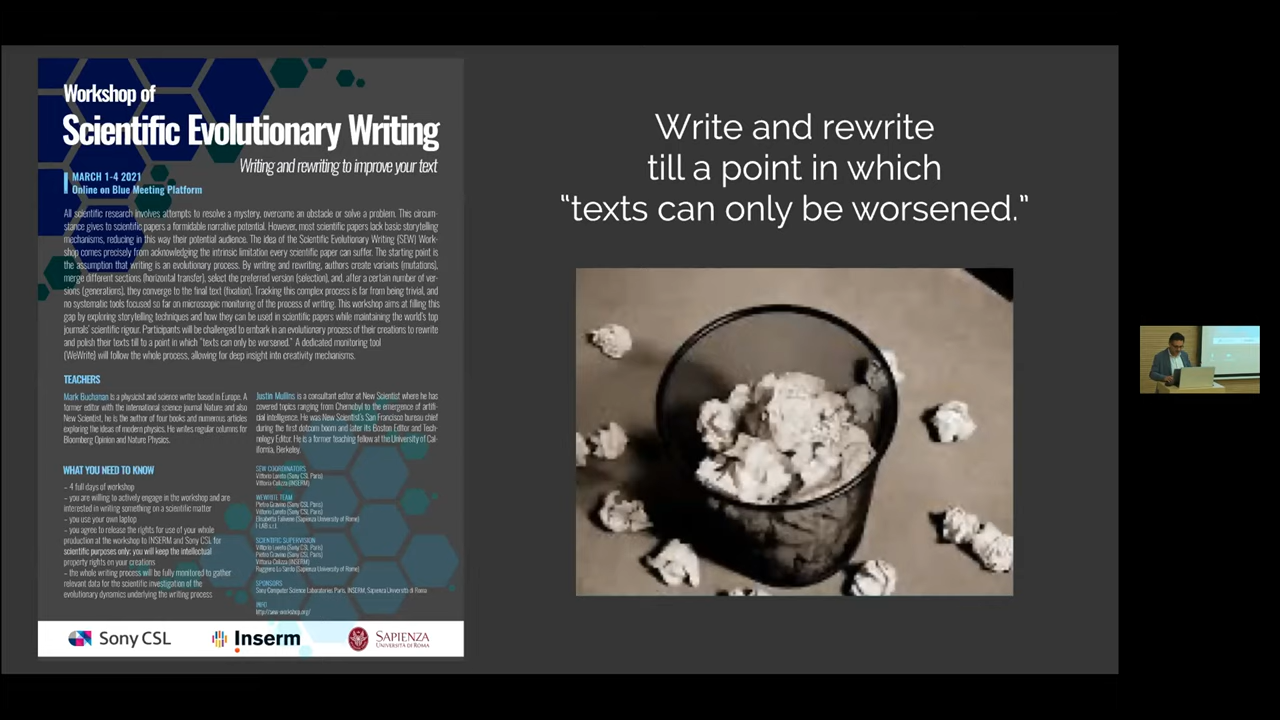 Workshop of
Scientific Evolutionary Writing
Writing and rewriting to improve your text
MARCH 1-4 2021
Online on Blue Meeting Platform
All scientific research involves attempts to resolve a mystery, overcome an obstacle or solve a problem. This circum-
stance gives to scientific papers a formidable narrative potential. However, most scientific papers lack basic storytelling
mechanisms, reducing in this way their potential audience. The idea of the Scientific Evolutionary Writing (SEW) Work-
shop comes precisely from acknowledging the intrinsic limitation every scientific paper can suffer. The starting point is
the assumption that writing is an evolutionary process. By writing and rewriting, authors create variants (mutations),
merge different sections (horizontal transfer), select the preferred version (selection), and, after a certain number of ver-
sions (generations), they converge to the final text (fixation). Tracking this complex process is far from being trivial, and
no systematic tools focused so far on microscopic monitoring of the process of writing. This workshop aims at filling this
gap by exploring storytelling techniques and how they can be used in scientific papers while maintaining the world's top
journals' scientific rigour. Participants will be challenged to embark in an evolutionary process of their creations to rewrite
and polish their texts till to a point in which "texts can only be worsened." A dedicated monitoring tool
(WeWrite) will follow the whole process, allowing for deep insight into creativity mechanisms.
TEACHERS
Mark Buchanan is a physicist and science writer based in Europe. A
former editor with the international science journal Nature and also
New Scientist, he is the author of four books and numerous articles
exploring the ideas of modern physics. He writes regular columns for
Bloomberg Opinion and Nature Physics.
Justin Mullins is a consultant editor at New Scientist where he has
covered topics ranging from Chernobyl to the emergence of artifi-
cial intelligence. He was New Scientist's San Francisco bureau chief
during the first dotcom boom and later its Boston Editor and Tech-
nology Editor. He is a former teaching fellow at the University of Cal-
ifornia, Berkeley.
WHAT YOU NEED TO KNOW
– 4 full days of workshop
– you are willing to actively engage in the workshop and are
interested in writing something on a scientific matter
– you use your own laptop
– you agree to release the rights for use of your whole
production at the workshop to INSERM and Sony CSL for
scientific purposes only: you will keep the intellectual
property rights on your creations
– the whole writing process will be fully monitored to gather
relevant data for the scientific investigation of the
evolutionary dynamics underlying the writing process
SEW COORDINATORS
Vittorio Loreto (Sony CSL Paris)
Vittoria Colizza (INSERM)
WEWRITE TEAM
Pietro Gravino (Sony CSL Paris)
Vittorio Loreto (Sony CSL Paris)
(Sapienza University of Rome)
SCIENTIFIC SUPERVISION
Vittorio Loreto (Sony CSL Paris)
Pietro Gravino (Sony CSL Paris)
Vittoria Colizza (INSERM)
(Sapienza University of Rome)
SPONSORS
Sony Computer Science Laboratories Paris, INSERM, Sapienza Università di Roma
INFO
Sony CSL
Inserm
SAPIENZA
UNIVERSITÀ DI ROMA
Write and rewrite
till a point in which
“texts can only be worsened.”